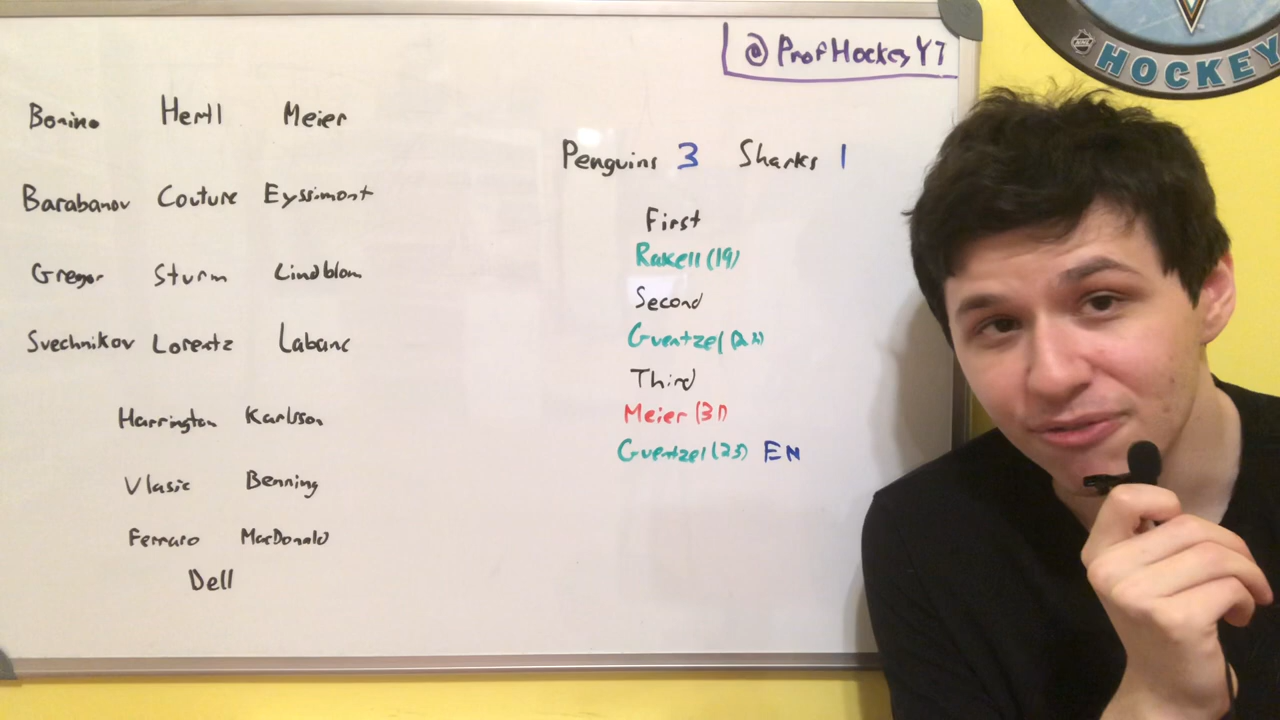 @ProfHockeyYT
HOCKEY
Bonino Hertl Meier
Barabanov Couture Eyssimont
Gregor Sturm Lindblom
Svechnikov Lorentz Labanc
Harrington Karlsson
Vlasic Benning
Ferraro MacDonald
Dell
Penguins 3 Sharks 1
First
Rakell (19)
Second
Guentzel (22)
Third
Meier (31)
Guentzel (23) EN